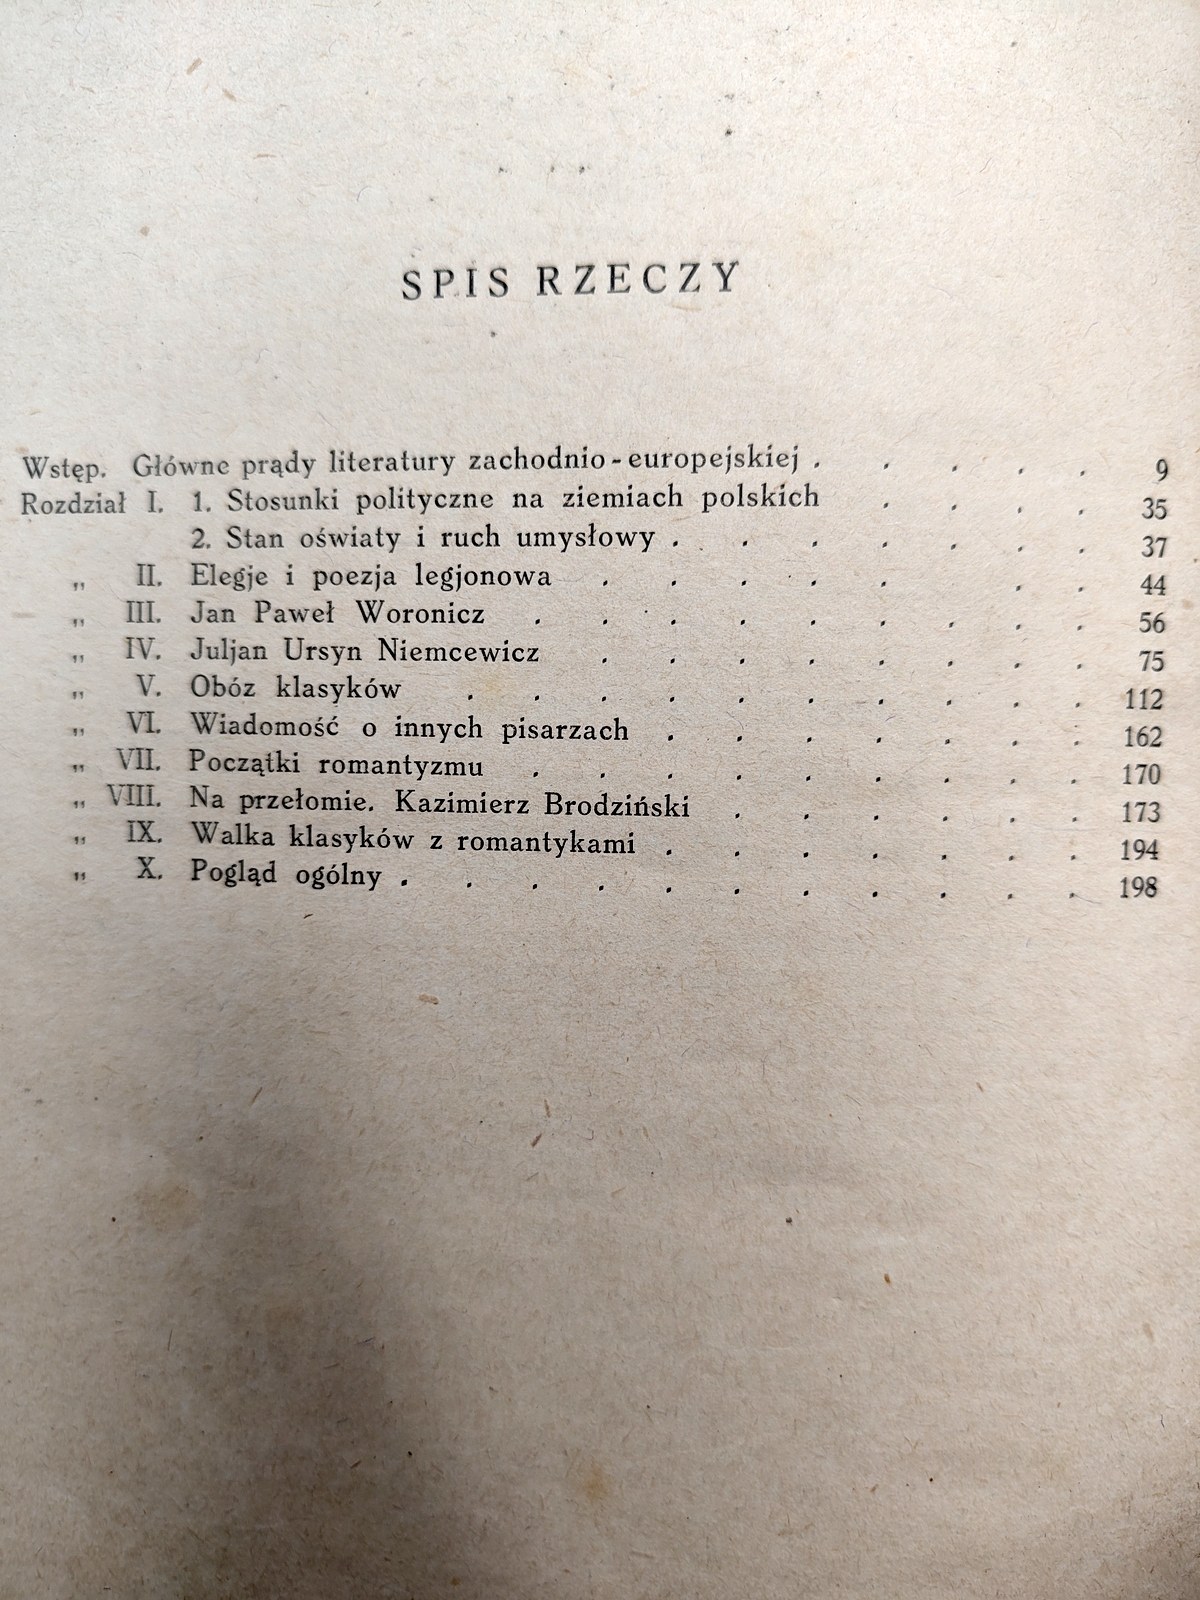 SPIS RZECZY
Wstęp. Główne prądy literatury zachodnio-europejskiej . . . . . 9
Rozdział I. 1. Stosunki polityczne na ziemiach polskich . . . . 35
2. Stan oświaty i ruch umysłowy . . . . . . . 37
„ II. Elegje i poezja legjonowa . . . . . . . 44
„ III. Jan Paweł Woronicz . . . . . . . . . 56
„ IV. Juljan Ursyn Niemcewicz . . . . . . . . 75
„ V. Obóz klasyków . . . . . . . . . . 112
„ VI. Wiadomość o innych pisarzach . . . . . . . 162
„ VII. Początki romantyzmu . . . . . . . . . 170
„ VIII. Na przełomie. Kazimierz Brodziński . . . . . . 173
„ IX. Walka klasyków z romantykami . . . . . . . 194
„ X. Pogląd ogólny . . . . . . . . . . . 198